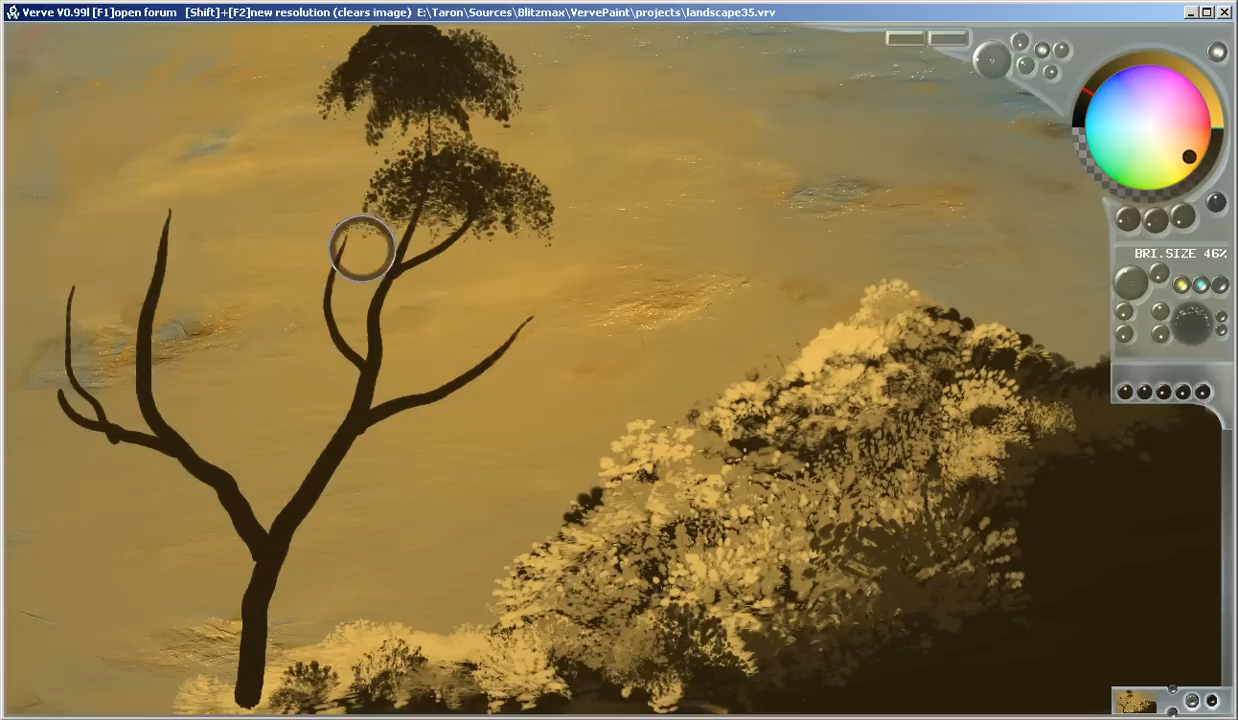 Verve V0.99l [F1]open forum [Shift]+[F2]new resolution (clears image) E:\Taron\Sources\Blitzmax\VervePaint\projects\landscape35.vrv
BRI.SIZE 46%